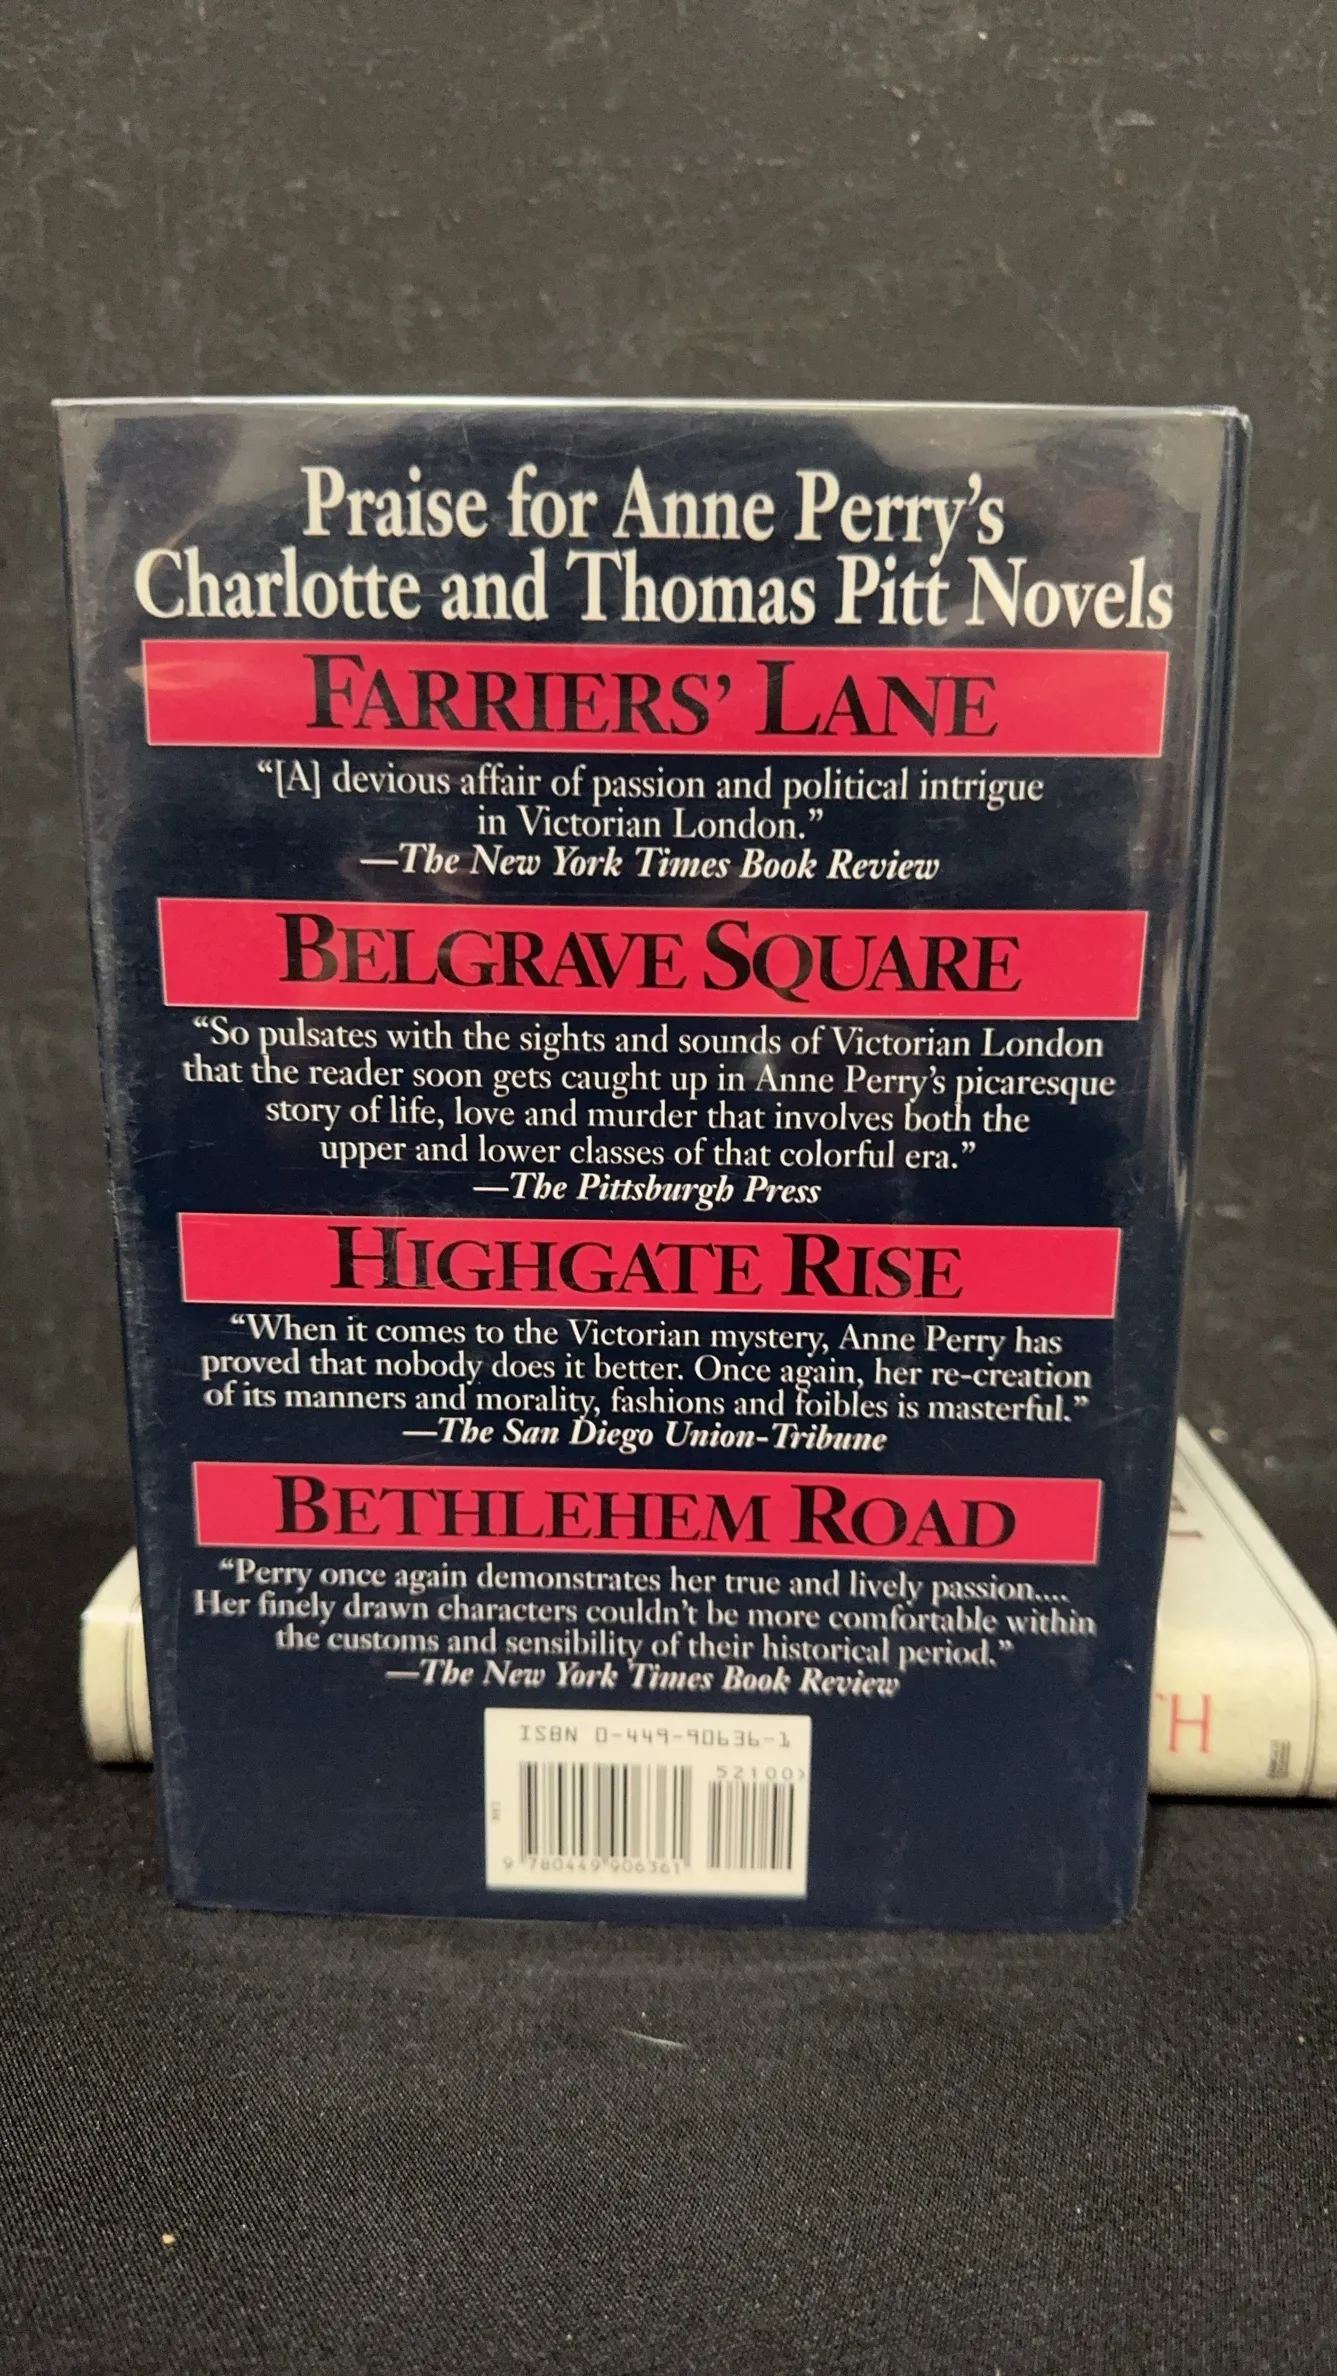 Praise for Anne Perry's
Charlotte and Thomas Pitt Novels
FARRIERS' LANE
“[A] devious affair of passion and political intrigue
in Victorian London.”
—The New York Times Book Review
BELGRAVE SQUARE
“So pulsates with the sights and sounds of Victorian London
that the reader soon gets caught up in Anne Perry's picaresque
story of life, love and murder that involves both the
upper and lower classes of that colorful era.”
—The Pittsburgh Press
HIGHGATE RISE
“When it comes to the Victorian mystery, Anne Perry has
proved that nobody does it better. Once again, her re-creation
of its manners and morality, fashions and foibles is masterful.”
—The San Diego Union-Tribune
BETHLEHEM ROAD
“Perry once again demonstrates her true and lively passion....
Her finely drawn characters couldn't be more comfortable within
the customs and sensibility of their historical period.”
—The New York Times Book Review
ISBN 0-449-90636-1
52100>
9 780449 906361
TH